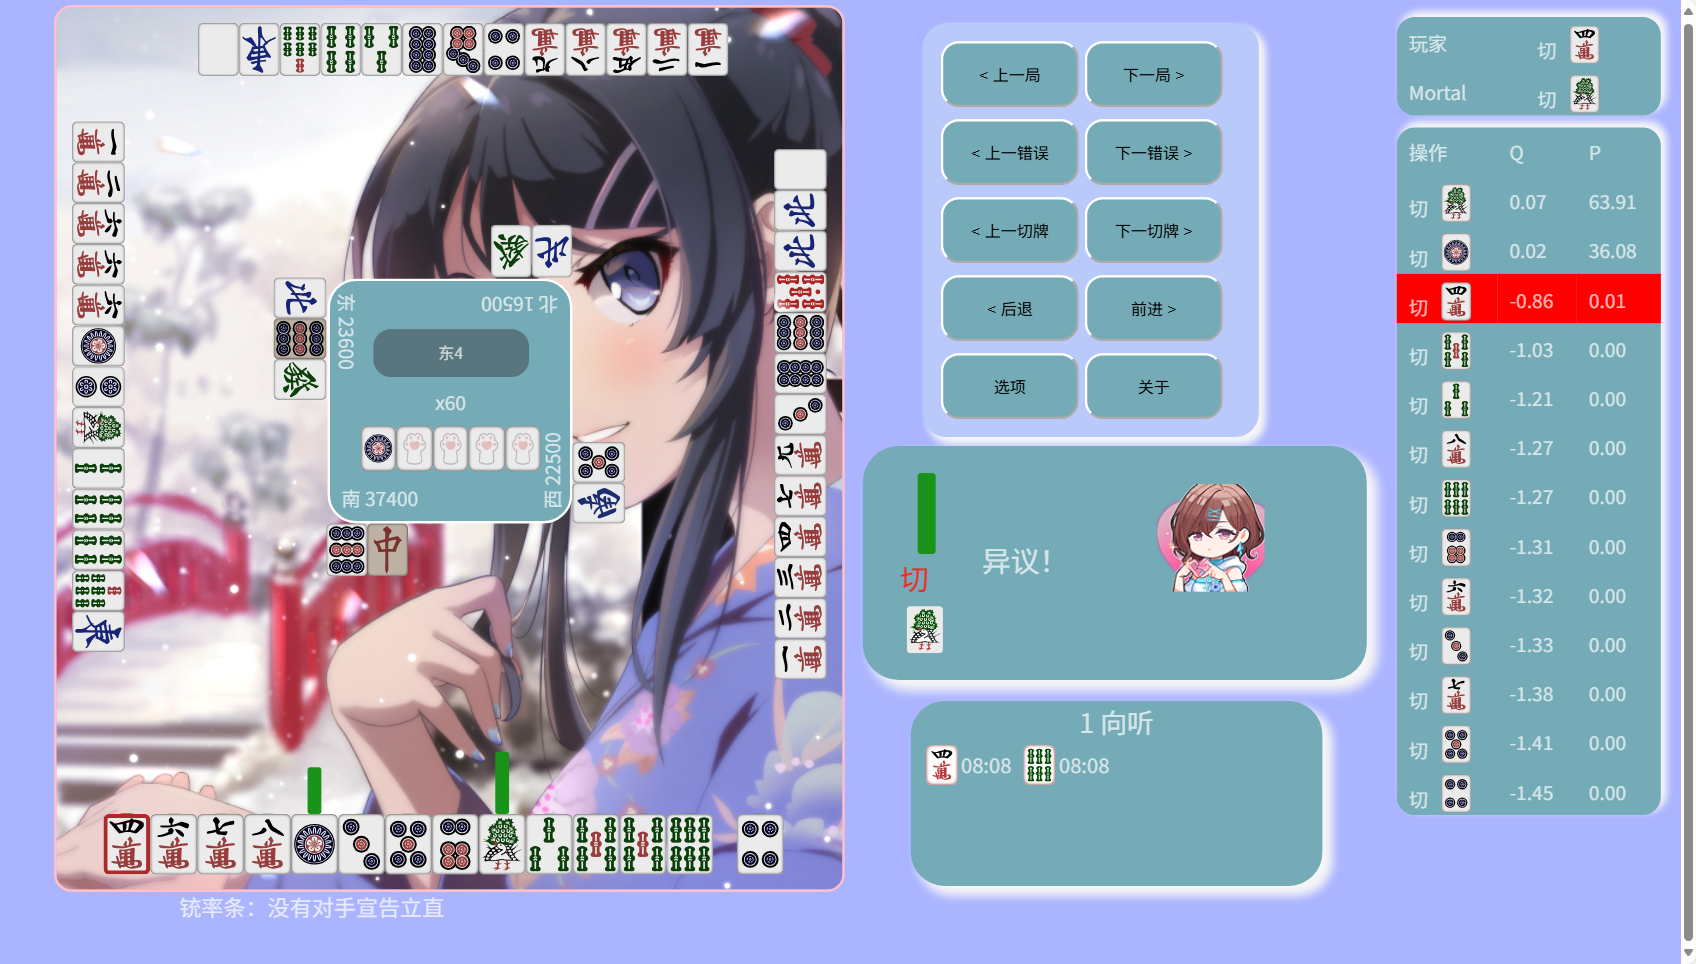 东 23600
北 16500
东4
x60
南 37400
西 22500
铳率条：没有对手宣告立直
< 上一局
下一局 >
< 上一错误
下一错误 >
< 上一切牌
下一切牌 >
< 后退
前进 >
选项
关于
切
异议！
1 向听
08:08 08:08
玩家 切
Mortal 切
操作 Q P
切 0.07 63.91
切 0.02 36.08
切 -0.86 0.01
切 -1.03 0.00
切 -1.21 0.00
切 -1.27 0.00
切 -1.27 0.00
切 -1.31 0.00
切 -1.32 0.00
切 -1.33 0.00
切 -1.38 0.00
切 -1.41 0.00
切 -1.45 0.00